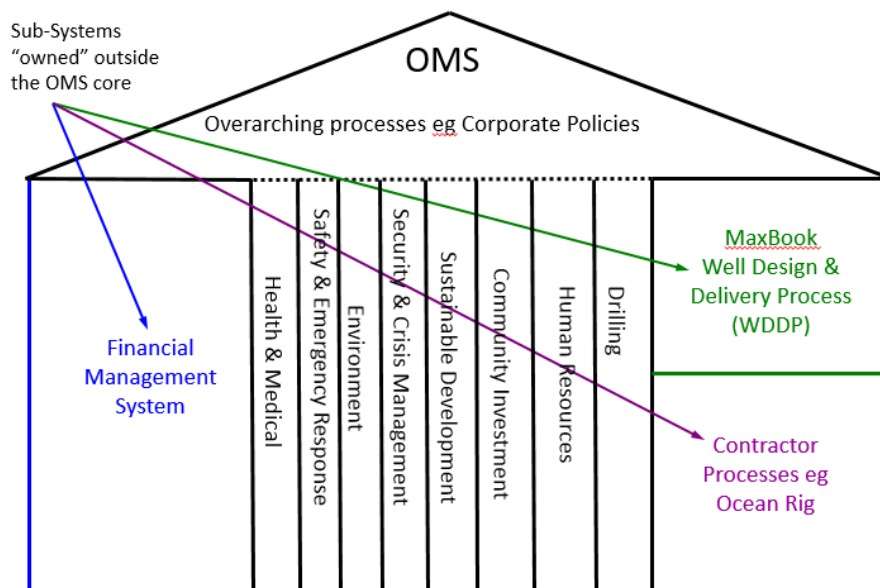 Sub-Systems
“owned” outside
the OMS core
OMS
Overarching processes eg Corporate Policies
Financial
Management
System
Health & Medical
Safety & Emergency Response
Environment
Security & Crisis Management
Sustainable Development
Community Investment
Human Resources
Drilling
MaxBook
Well Design &
Delivery Process
(WDDP)
Contractor
Processes eg
Ocean Rig